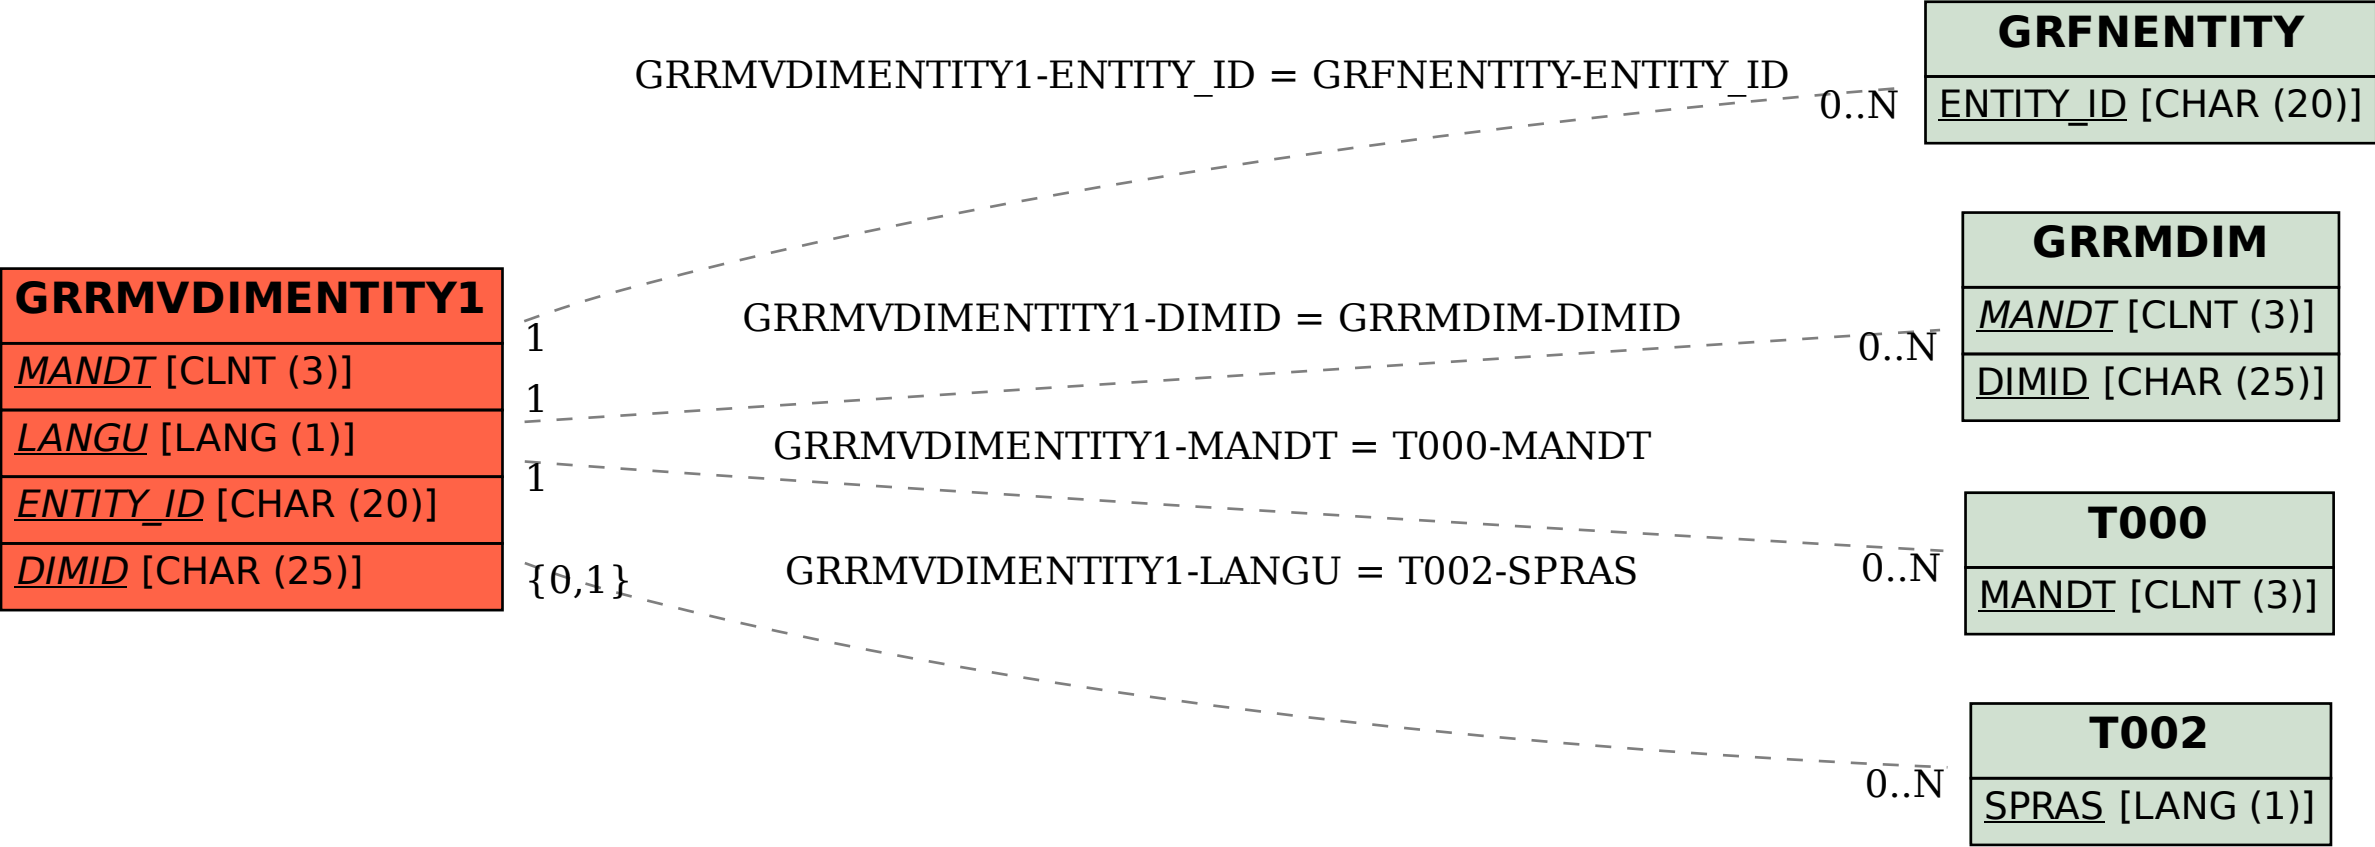 GRFNENTITY
ENTITY_ID [CHAR (20)]
GRRMVDIMENTITY1-ENTITY_ID = GRFNENTITY-ENTITY_ID
0..N
GRRMDIM
MANDT [CLNT (3)]
DIMID [CHAR (25)]
GRRMVDIMENTITY1
MANDT [CLNT (3)]
LANGU [LANG (1)]
ENTITY_ID [CHAR (20)]
DIMID [CHAR (25)]
1
GRRMVDIMENTITY1-DIMID = GRRMDIM-DIMID
0..N
1
GRRMVDIMENTITY1-MANDT = T000-MANDT
1
0..N
T000
MANDT [CLNT (3)]
GRRMVDIMENTITY1-LANGU = T002-SPRAS
{0,1}
0..N
T002
SPRAS [LANG (1)]